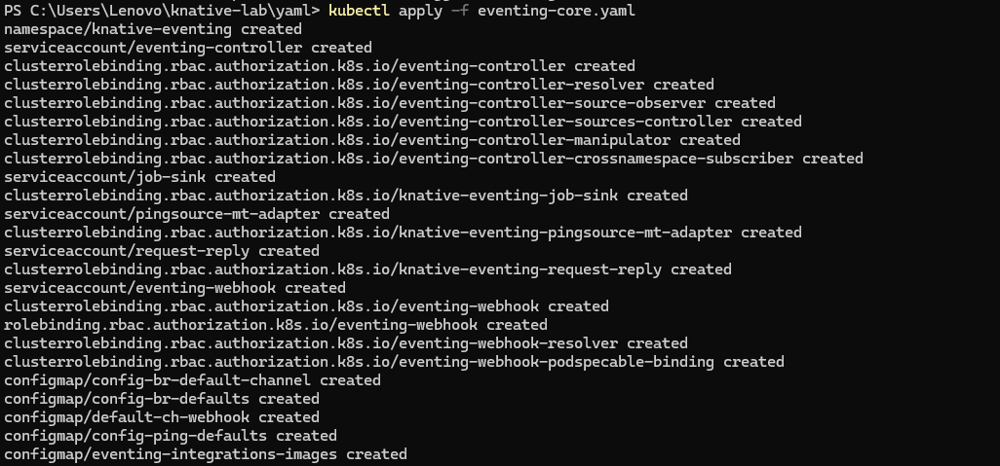 PS C:\Users\Lenovo\knative-lab\yaml> kubectl apply -f eventing-core.yaml
namespace/knative-eventing created
serviceaccount/eventing-controller created
clusterrolebinding.rbac.authorization.k8s.io/eventing-controller created
clusterrolebinding.rbac.authorization.k8s.io/eventing-controller-resolver created
clusterrolebinding.rbac.authorization.k8s.io/eventing-controller-source-observer created
clusterrolebinding.rbac.authorization.k8s.io/eventing-controller-sources-controller created
clusterrolebinding.rbac.authorization.k8s.io/eventing-controller-manipulator created
clusterrolebinding.rbac.authorization.k8s.io/eventing-controller-crossnamespace-subscriber created
serviceaccount/job-sink created
clusterrolebinding.rbac.authorization.k8s.io/knative-eventing-job-sink created
serviceaccount/pingsource-mt-adapter created
clusterrolebinding.rbac.authorization.k8s.io/knative-eventing-pingsource-mt-adapter created
serviceaccount/request-reply created
clusterrolebinding.rbac.authorization.k8s.io/knative-eventing-request-reply created
serviceaccount/eventing-webhook created
clusterrolebinding.rbac.authorization.k8s.io/eventing-webhook created
rolebinding.rbac.authorization.k8s.io/eventing-webhook created
clusterrolebinding.rbac.authorization.k8s.io/eventing-webhook-resolver created
clusterrolebinding.rbac.authorization.k8s.io/eventing-webhook-podspecable-binding created
configmap/config-br-default-channel created
configmap/config-br-defaults created
configmap/default-ch-webhook created
configmap/config-ping-defaults created
configmap/eventing-integrations-images created